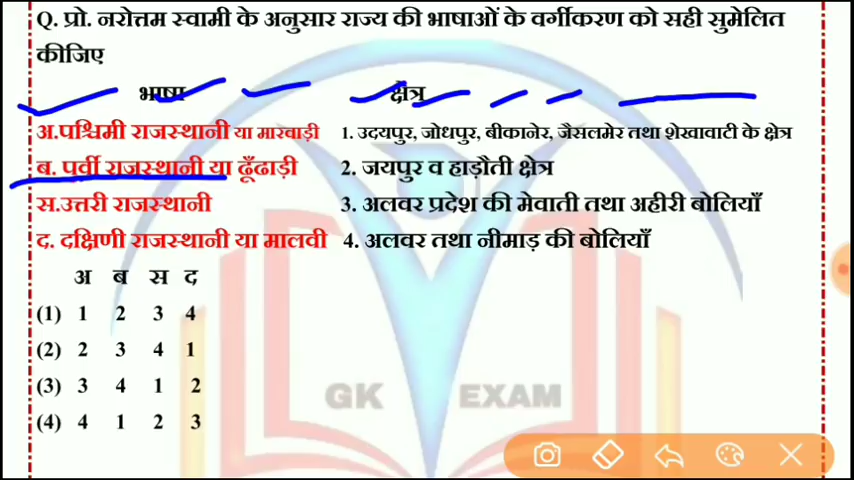 Q. प्रो. नरोत्तम स्वामी के अनुसार राज्य की भाषाओं के वर्गीकरण को सही सुमेलित
कीजिए
भाषा क्षेत्र
अ.पश्चिमी राजस्थानी या मारवाड़ी 1. उदयपुर, जोधपुर, बीकानेर, जैसलमेर तथा शेखावाटी के क्षेत्र
ब. पूर्वी राजस्थानी या ढूँढाड़ी 2. जयपुर व हाड़ौती क्षेत्र
स.उत्तरी राजस्थानी 3. अलवर प्रदेश की मेवाती तथा अहीरी बोलियाँ
द. दक्षिणी राजस्थानी या मालवी 4. अलवर तथा नीमाड़ की बोलियाँ
अ ब स द
(1) 1 2 3 4
(2) 2 3 4 1
(3) 3 4 1 2
(4) 4 1 2 3
GK EXAM